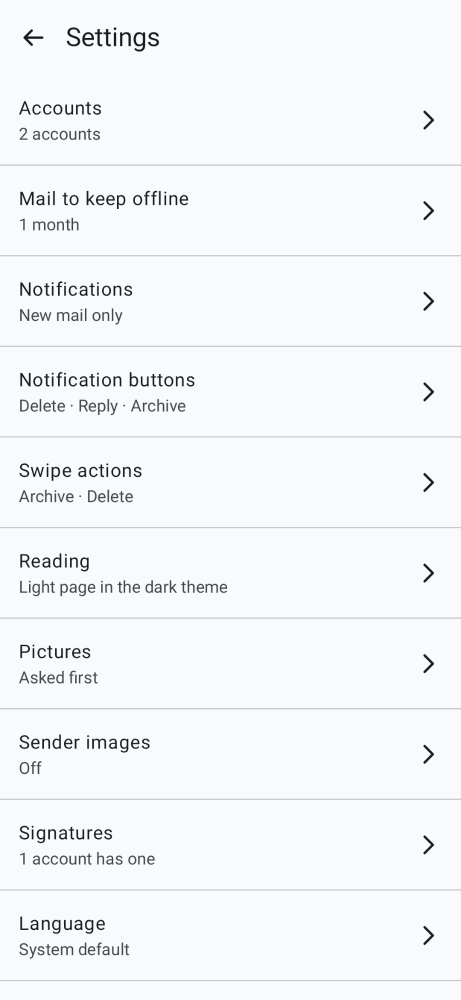 Settings
Accounts
2 accounts
Mail to keep offline
1 month
Notifications
New mail only
Notification buttons
Delete · Reply · Archive
Swipe actions
Archive · Delete
Reading
Light page in the dark theme
Pictures
Asked first
Sender images
Off
Signatures
1 account has one
Language
System default